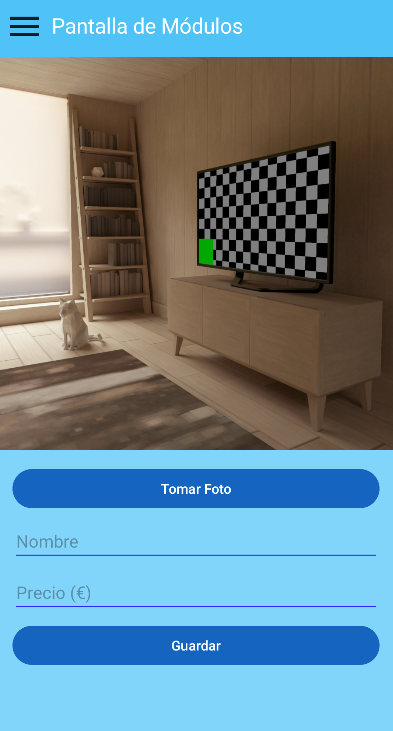 Pantalla de Módulos
Tomar Foto
Nombre
Precio (€)
Guardar